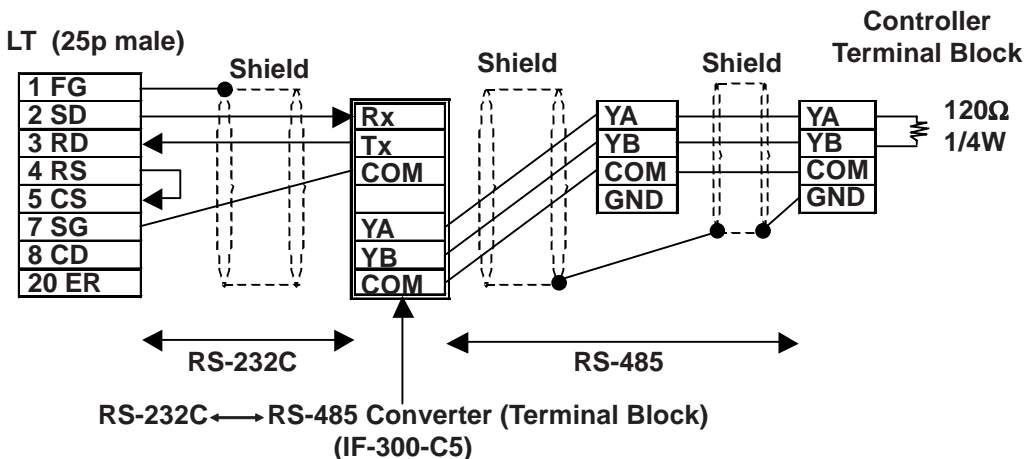 LT (25p male)
1 FG
2 SD
3 RD
4 RS
5 CS
7 SG
8 CD
20 ER
Shield
Rx
Tx
COM
YA
YB
COM
Shield
YA
YB
COM
GND
Shield
Controller
Terminal Block
YA
YB
COM
GND
120Ω
1/4W
RS-232C
RS-485
RS-232C RS-485 Converter (Terminal Block)
(IF-300-C5)